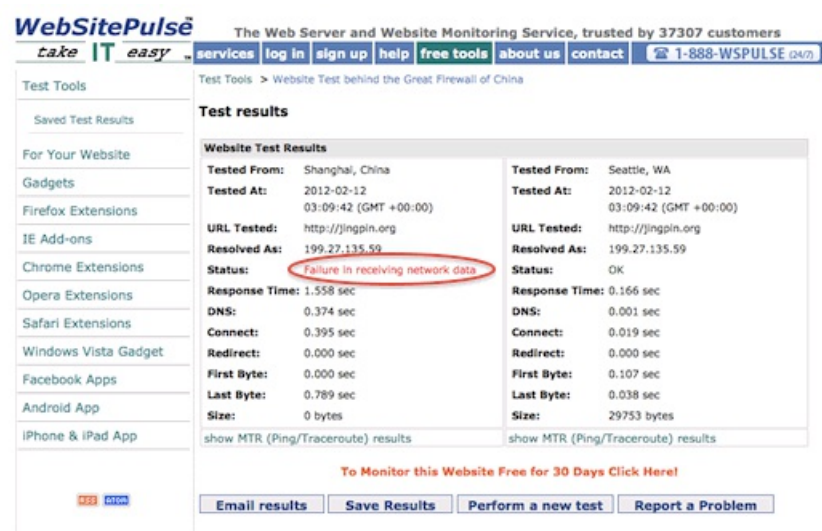 WebSitePulse
take IT easy
The Web Server and Website Monitoring Service, trusted by 37307 customers
services log in sign up help free tools about us contact 1-888-WSPULSE (24/7)
Test Tools
Saved Test Results
For Your Website
Gadgets
Firefox Extensions
IE Add-ons
Chrome Extensions
Opera Extensions
Safari Extensions
Windows Vista Gadget
Facebook Apps
Android App
iPhone & iPad App
RSS ATOM
Test Tools > Website Test behind the Great Firewall of China
Test results
Website Test Results
Tested From: Shanghai, China
Tested At: 2012-02-12
03:09:42 (GMT +00:00)
URL Tested: http://jingpin.org
Resolved As: 199.27.135.59
Status: Failure in receiving network data
Response Time: 1.558 sec
DNS: 0.374 sec
Connect: 0.395 sec
Redirect: 0.000 sec
First Byte: 0.000 sec
Last Byte: 0.789 sec
Size: 0 bytes
show MTR (Ping/Traceroute) results
Tested From: Seattle, WA
Tested At: 2012-02-12
03:09:42 (GMT +00:00)
URL Tested: http://jingpin.org
Resolved As: 199.27.135.59
Status: OK
Response Time: 0.166 sec
DNS: 0.001 sec
Connect: 0.019 sec
Redirect: 0.000 sec
First Byte: 0.107 sec
Last Byte: 0.038 sec
Size: 29753 bytes
show MTR (Ping/Traceroute) results
To Monitor this Website Free for 30 Days Click Here!
Email results Save Results Perform a new test Report a Problem